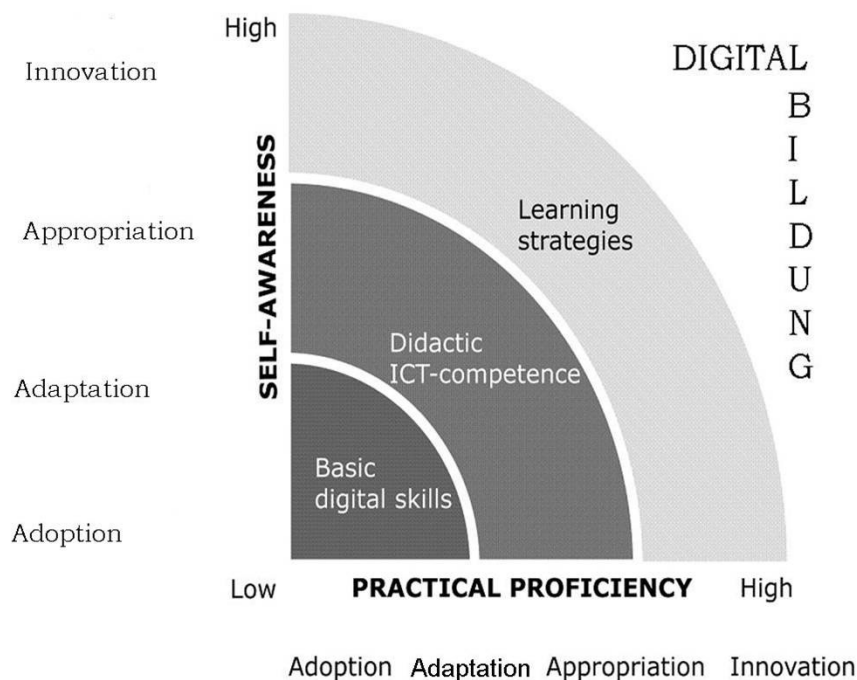 High
Innovation
DIGITAL
B
I
L
D
U
N
G
SELF-AWARENESS
Learning
strategies
Appropriation
Didactic
ICT-competence
Adaptation
Basic
digital skills
Adoption
Low
PRACTICAL PROFICIENCY
High
Adoption Adaptation Appropriation Innovation